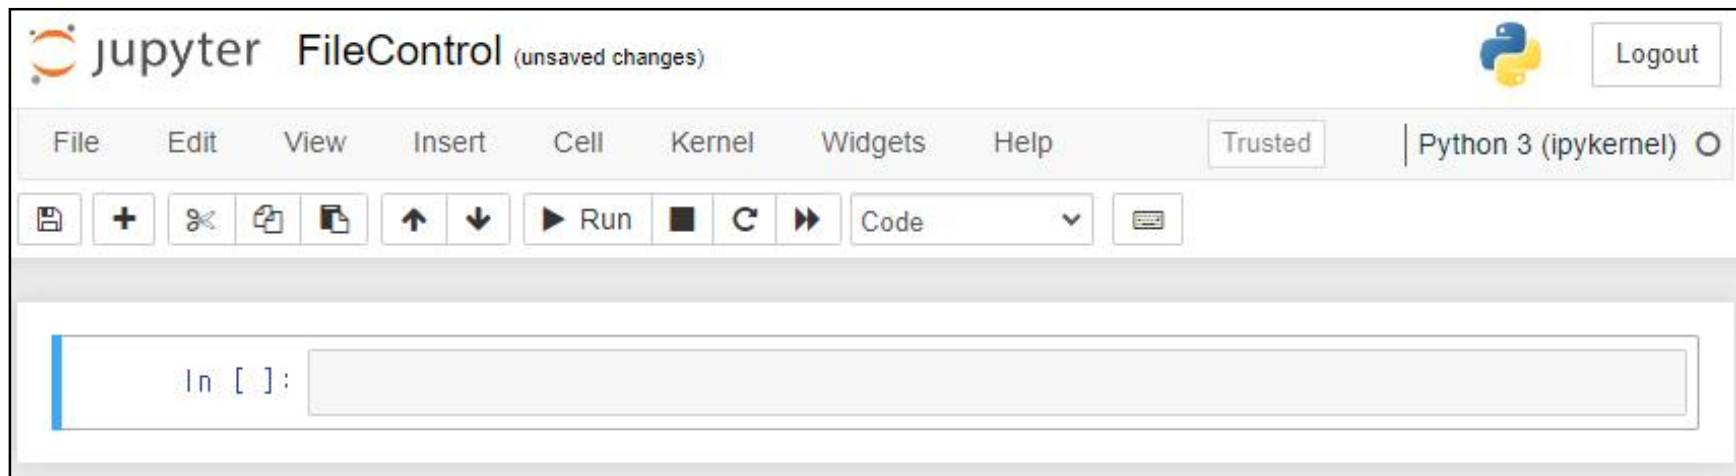 jupyter FileControl (unsaved changes) Logout
File Edit View Insert Cell Kernel Widgets Help Trusted Python 3 (ipykernel)
Run Code
In [ ]: